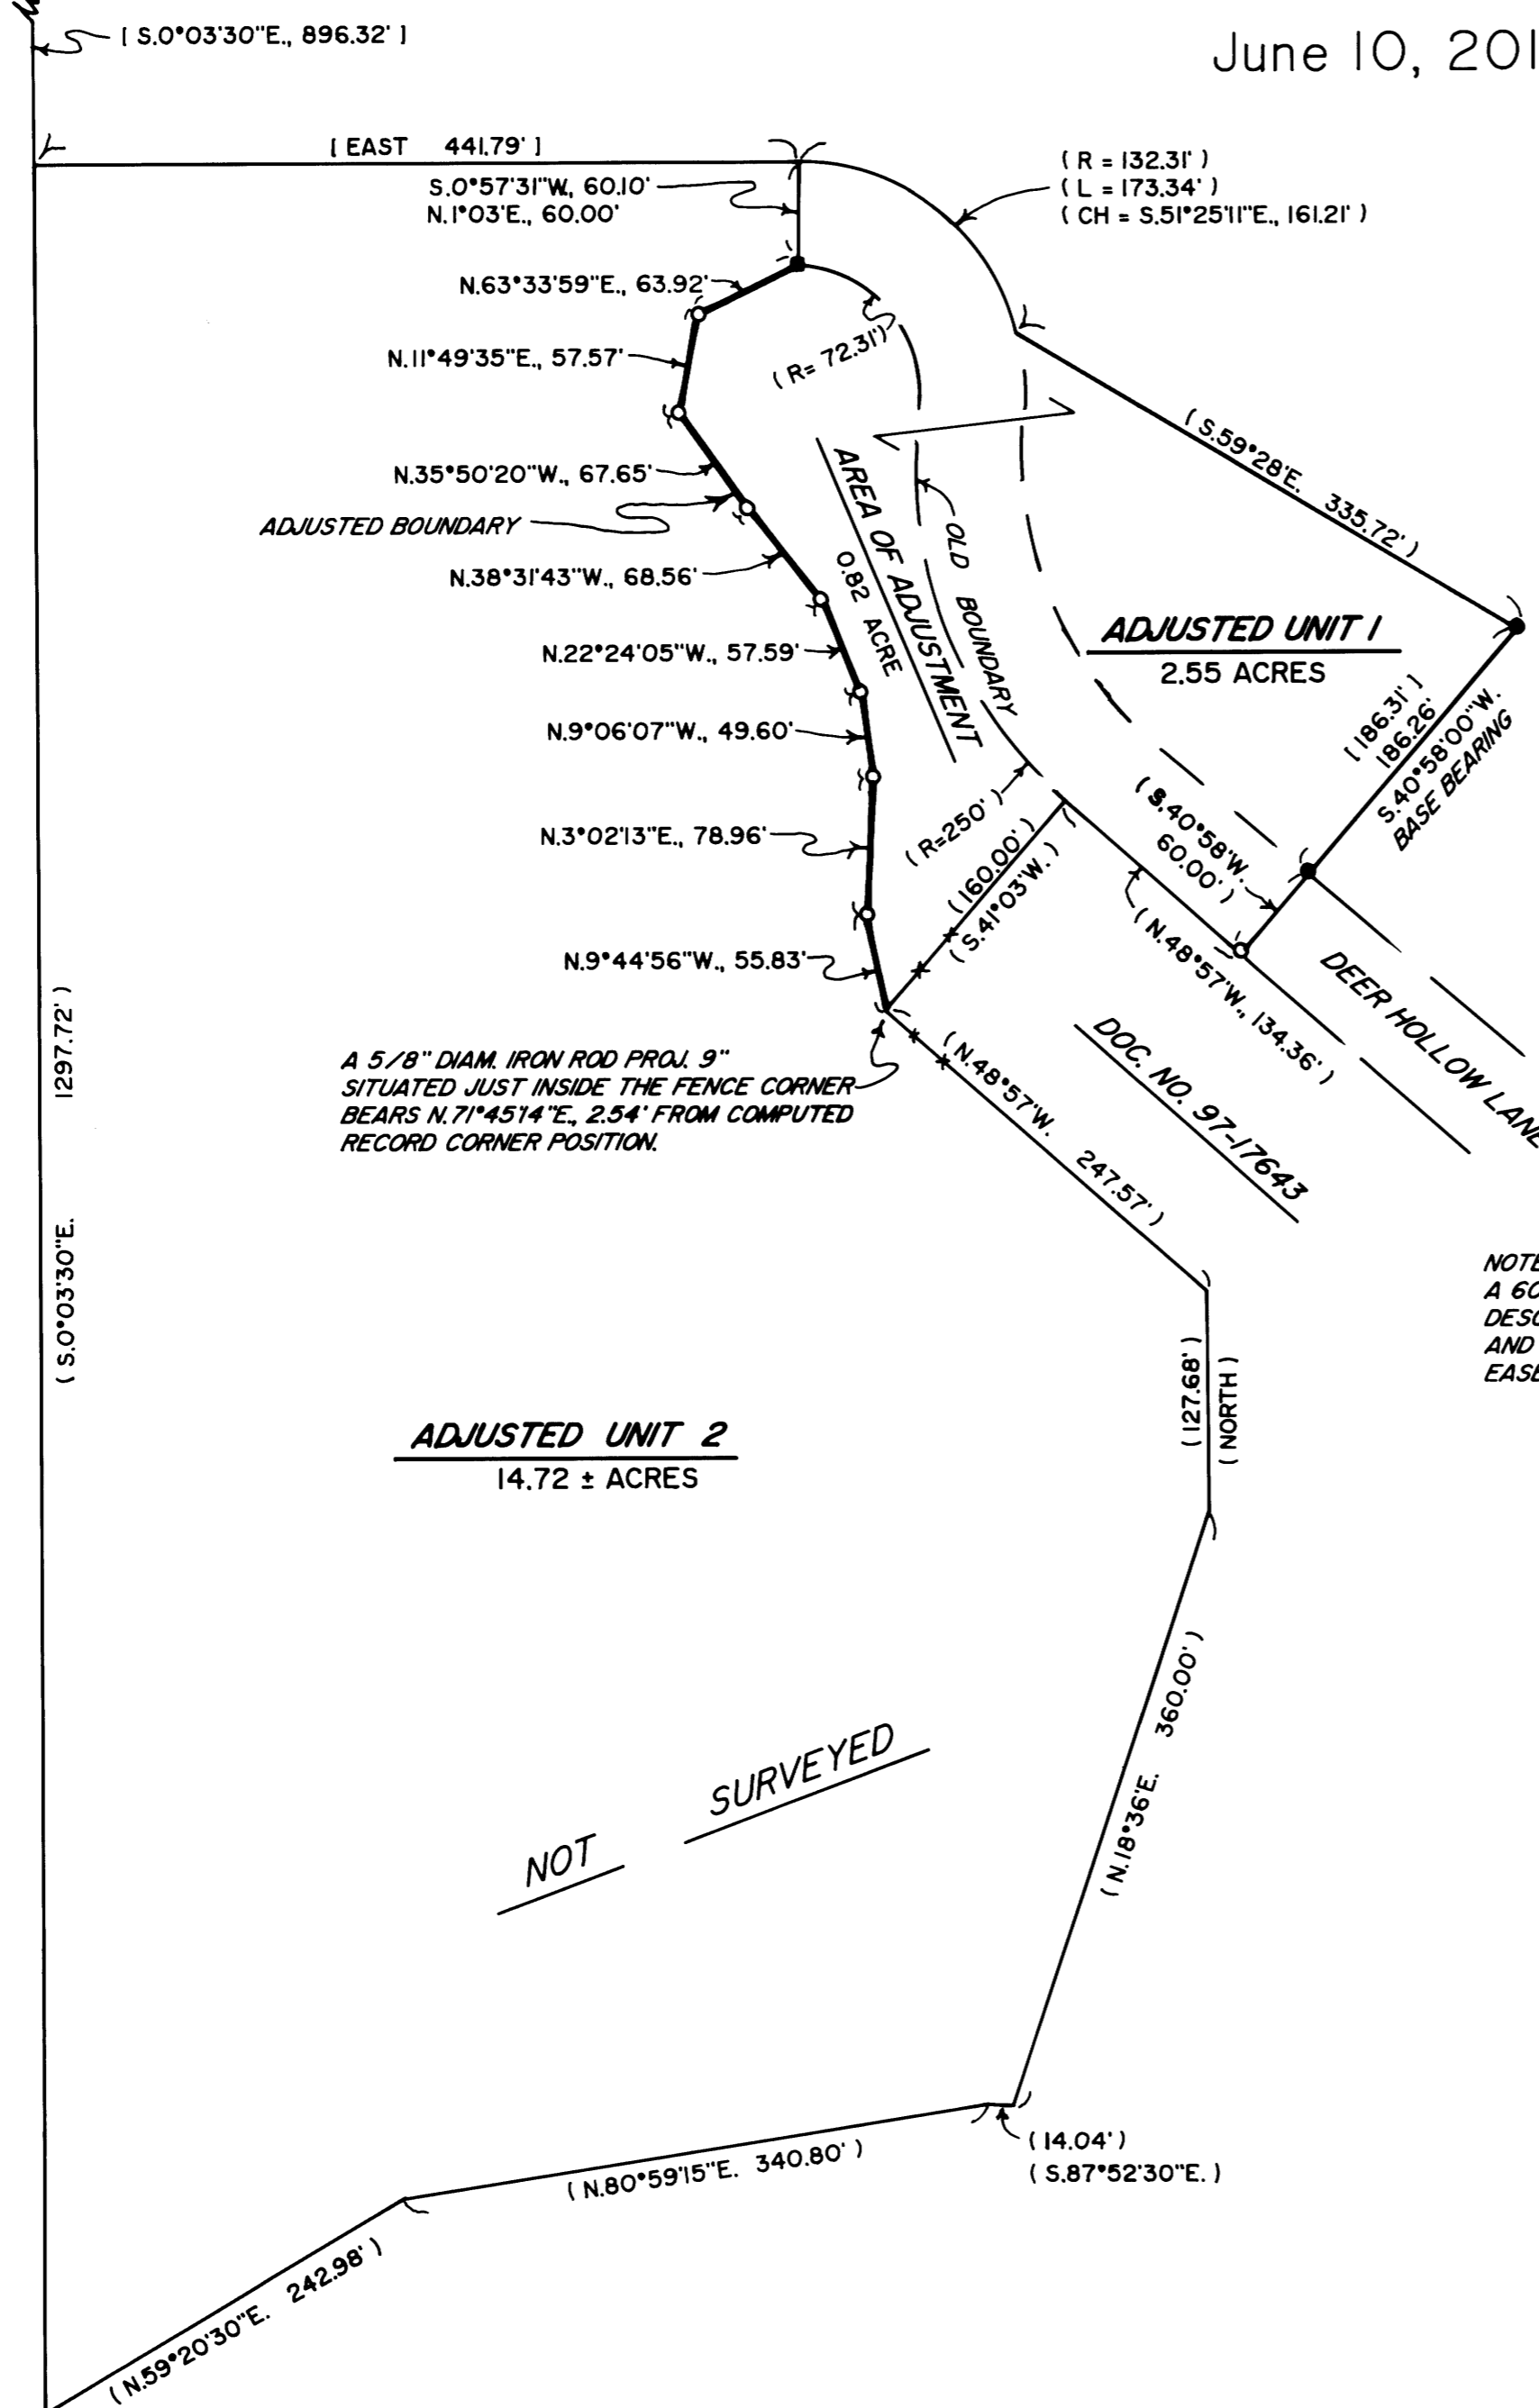 [ S.0°03'30"E., 896.32' ]
June 10, 201
[ EAST 441.79' ]
( R = 132.31' )
( L = 173.34' )
( CH = S.51°25'11"E., 161.21' )
S.0°57'31"W., 60.10'
N.1°03'E., 60.00'
N.63°33'59"E., 63.92'
N.11°49'35"E., 57.57'
( R= 72.31')
N.35°50'20"W., 67.65'
ADJUSTED BOUNDARY
( S.59°28'E. 335.72' )
N.38°31'43"W., 68.56'
AREA OF ADJUSTMENT
0.82 ACRE
OLD BOUNDARY
ADJUSTED UNIT 1
2.55 ACRES
N.22°24'05"W., 57.59'
N.9°06'07"W., 49.60'
[ 186.31' ]
186.26'
S.40°58'00"W.
BASE BEARING
N.3°02'13"E., 78.96'
( R=250' )
(160.00')
( S.41°03'W. )
( S.40°58'W.
60.00' )
( N.48°57'W., 134.36' )
N.9°44'56"W., 55.83'
DEER HOLLOW LANE
1297.72' )
( S.0°03'30"E.
A 5/8" DIAM. IRON ROD PROJ. 9"
SITUATED JUST INSIDE THE FENCE CORNER
BEARS N.71°45'14"E., 2.54' FROM COMPUTED
RECORD CORNER POSITION.
( N.48°57'W. 247.57' )
DOC. NO. 97-17643
NOTE
A 60
DESC
AND
EASE
(127.68' )
( NORTH )
ADJUSTED UNIT 2
14.72 ± ACRES
( N.18°36'E. 360.00' )
NOT SURVEYED
( 14.04' )
( S.87°52'30"E. )
( N.80°59'15"E. 340.80' )
( N.59°20'30"E. 242.98' )